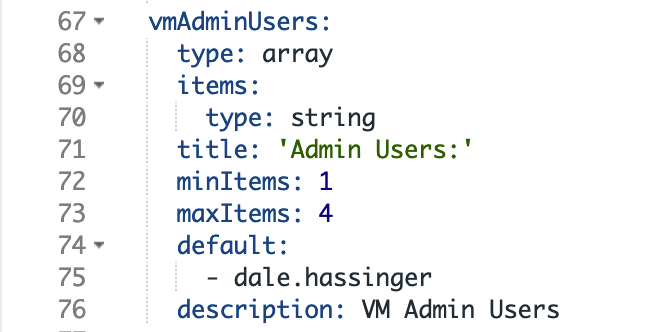 67 vmAdminUsers:
68 type: array
69 items:
70 type: string
71 title: 'Admin Users:'
72 minItems: 1
73 maxItems: 4
74 default:
75 - dale.hassinger
76 description: VM Admin Users